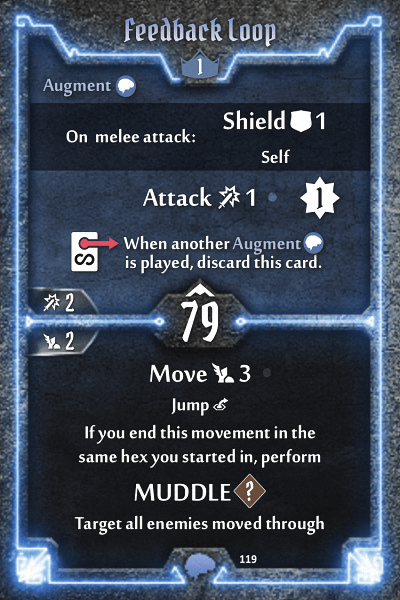 Feedback Loop
1
Augment
Shield 1
On melee attack:
Self
Attack 1
1
When another Augment
is played, discard this card.
2
79
2
Move 3
Jump
If you end this movement in the
same hex you started in, perform
MUDDLE ?
Target all enemies moved through
119